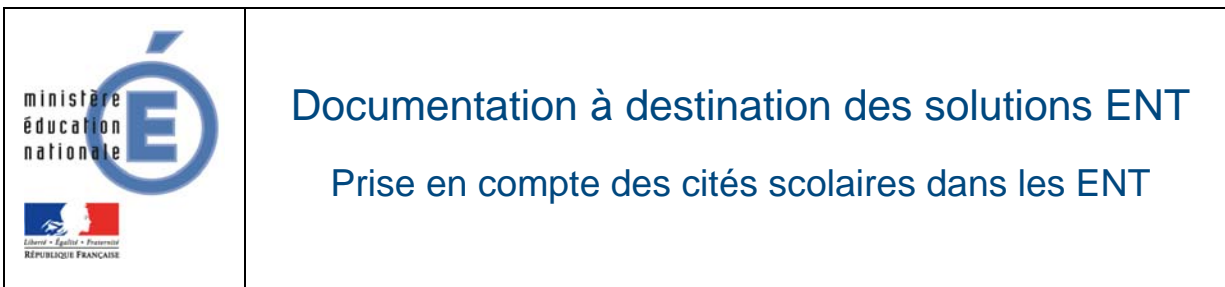 ministère
éducation
nationale
É
Liberté • Égalité • Fraternité
RÉPUBLIQUE FRANÇAISE
Documentation à destination des solutions ENT
Prise en compte des cités scolaires dans les ENT